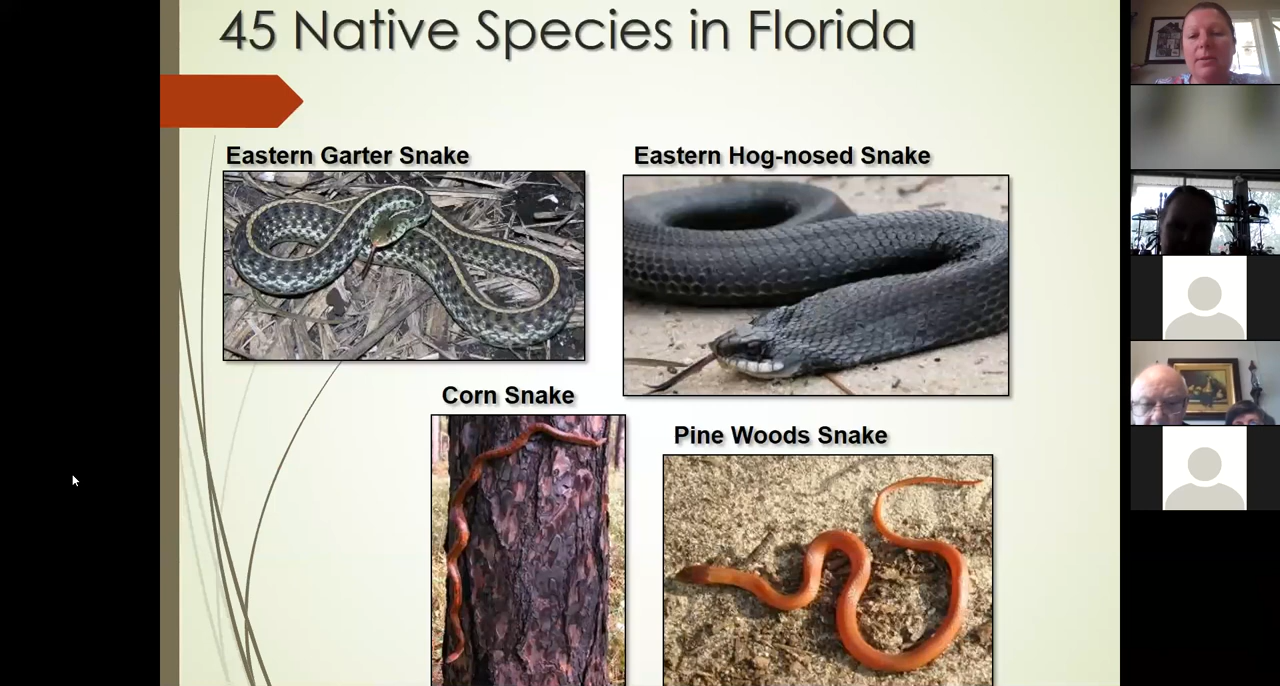 45 Native Species in Florida
Eastern Garter Snake
Eastern Hog-nosed Snake
Corn Snake
Pine Woods Snake